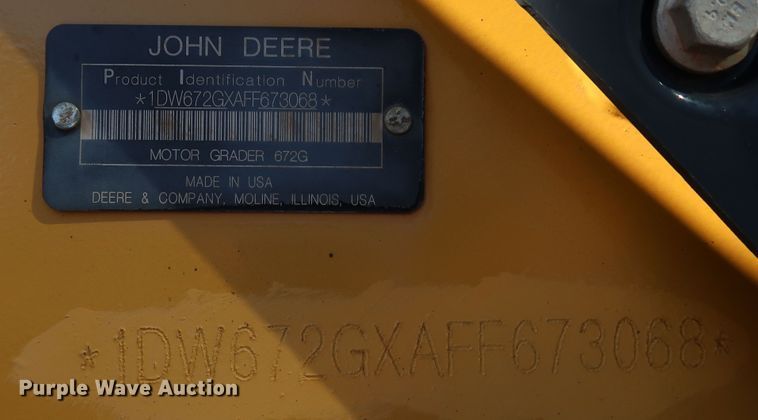 JOHN DEERE
Product Identification Number
*1DW672GXAFF673068*
MOTOR GRADER 672G
MADE IN USA
DEERE & COMPANY, MOLINE, ILLINOIS, USA
*1DW672GXAFF673068*
Purple Wave Auction